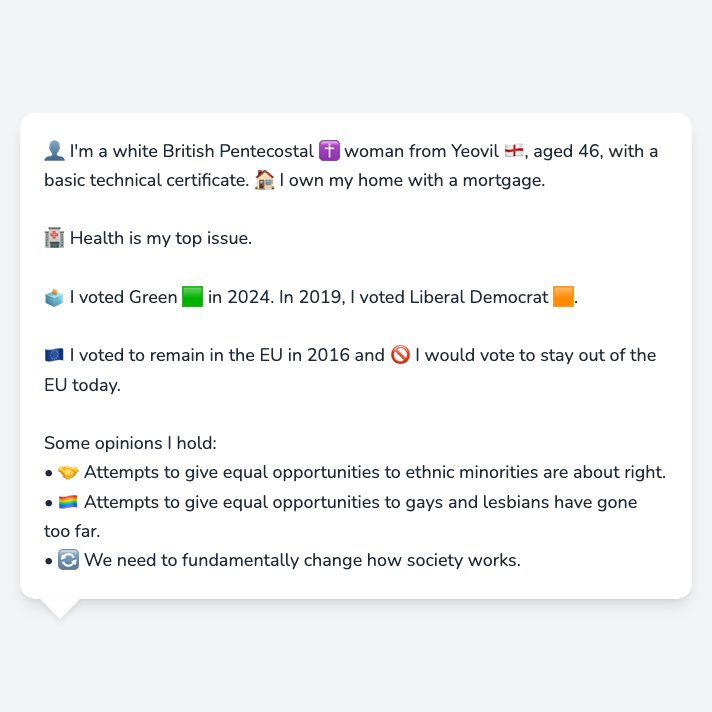 👤 I'm a white British Pentecostal ✝️ woman from Yeovil 🏴󠁧󠁢󠁥󠁮󠁧󠁿, aged 46, with a
basic technical certificate. 🏠 I own my home with a mortgage.
🏥 Health is my top issue.
🗳️ I voted Green 🟩 in 2024. In 2019, I voted Liberal Democrat 🟧.
🇪🇺 I voted to remain in the EU in 2016 and 🚫 I would vote to stay out of the
EU today.
Some opinions I hold:
• 🤝 Attempts to give equal opportunities to ethnic minorities are about right.
• 🏳️‍🌈 Attempts to give equal opportunities to gays and lesbians have gone
too far.
• 🔄 We need to fundamentally change how society works.